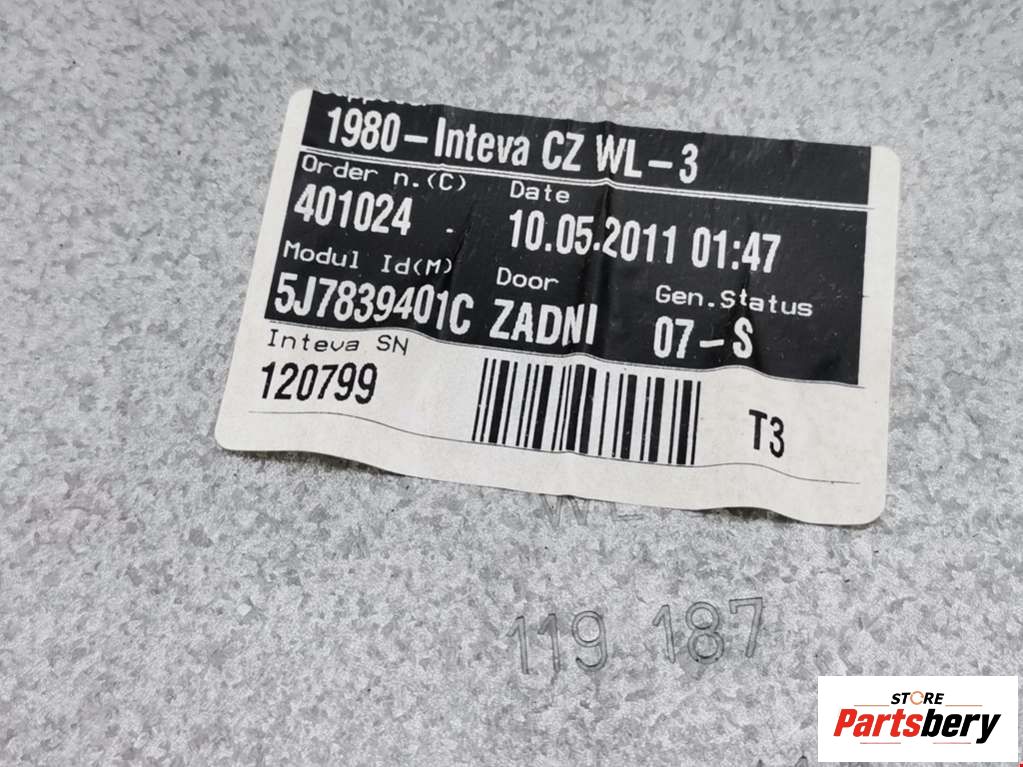 1980-Inteva CZ WL-3
Order n.(C) Date
401024 10.05.2011 01:47
Modul Id(M) Door Gen.Status
5J7839401C ZADNI 07-S
Inteva SN
120799 T3
119 187
STORE
Partsbery